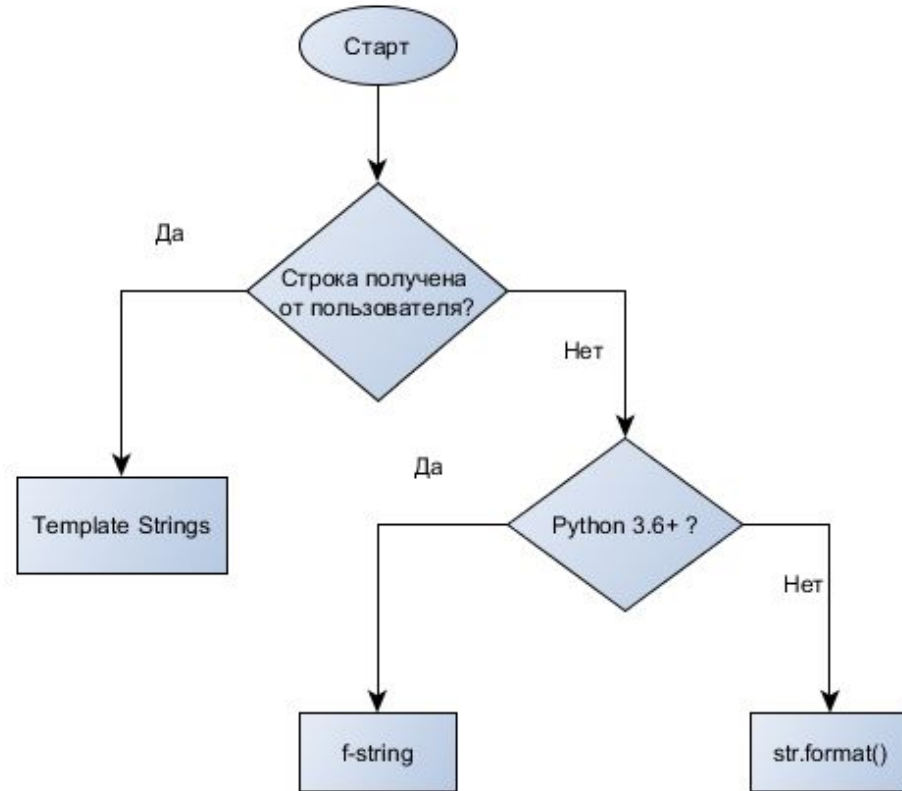 Старт
Да
Строка получена
от пользователя?
Нет
Да
Template Strings
Python 3.6+ ?
Нет
f-string
str.format()